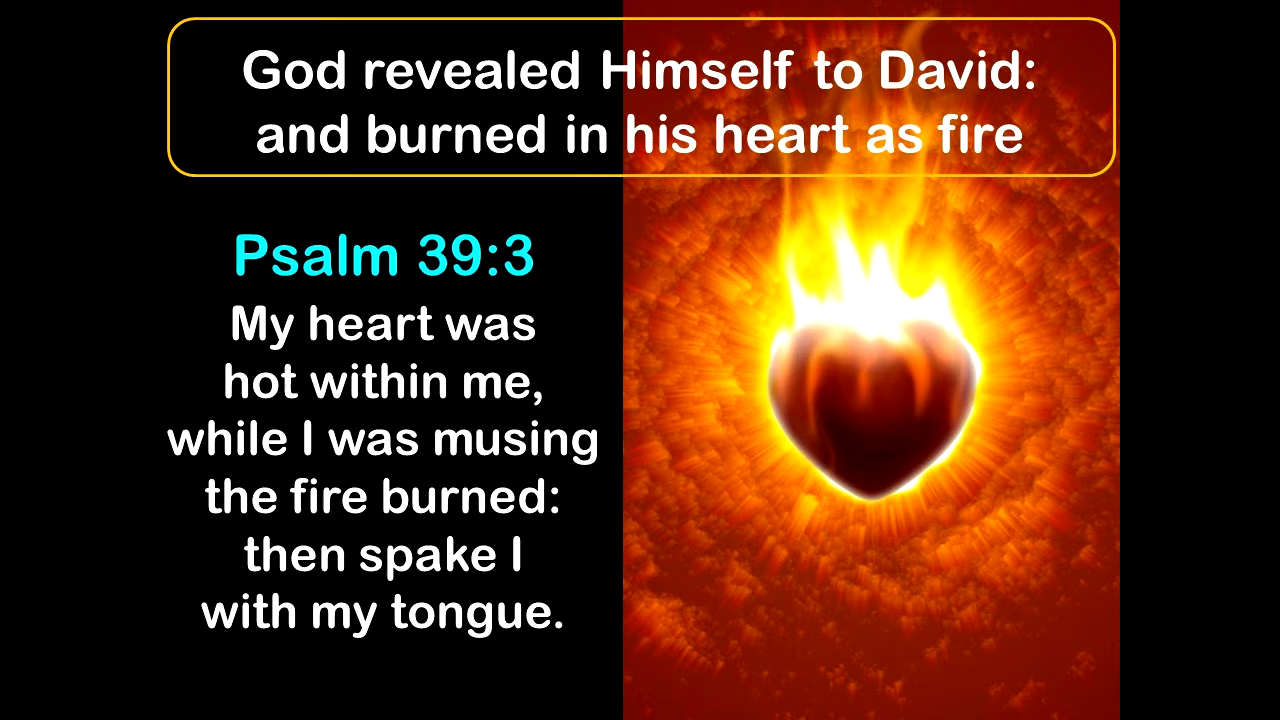 God revealed Himself to David:
and burned in his heart as fire
Psalm 39:3
My heart was
hot within me,
while I was musing
the fire burned:
then spake I
with my tongue.